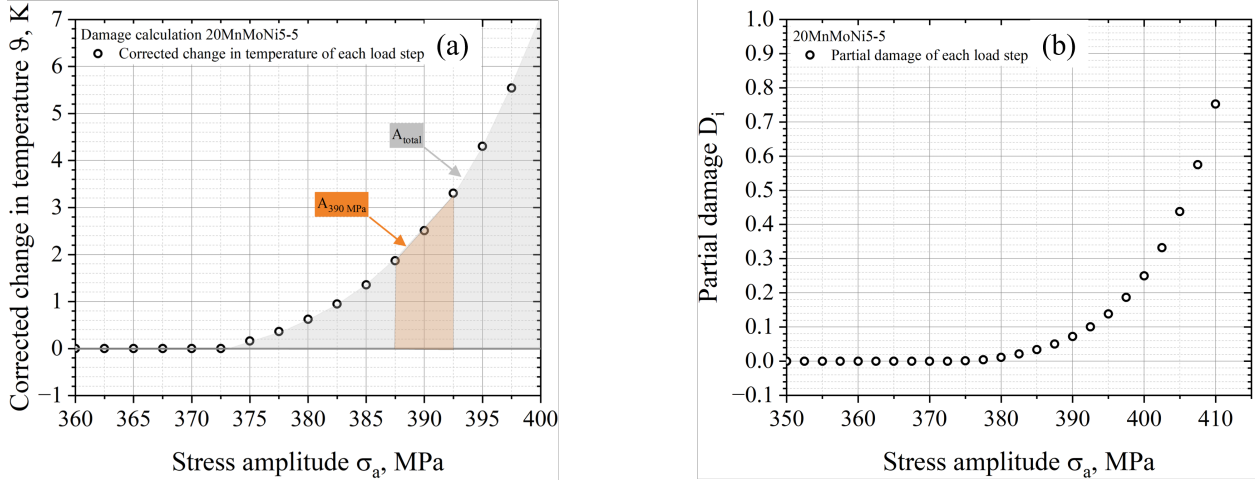 Corrected change in temperature ϑ, K
7
6
5
4
3
2
1
0
−1
Damage calculation 20MnMoNi5-5
Corrected change in temperature of each load step
(a)
A_total
A_390 MPa
360 365 370 375 380 385 390 395 400
Stress amplitude σ_a, MPa
Partial damage D_i
1.0
0.9
0.8
0.7
0.6
0.5
0.4
0.3
0.2
0.1
0.0
−0.1
20MnMoNi5-5
Partial damage of each load step
(b)
350 360 370 380 390 400 410
Stress amplitude σ_a, MPa